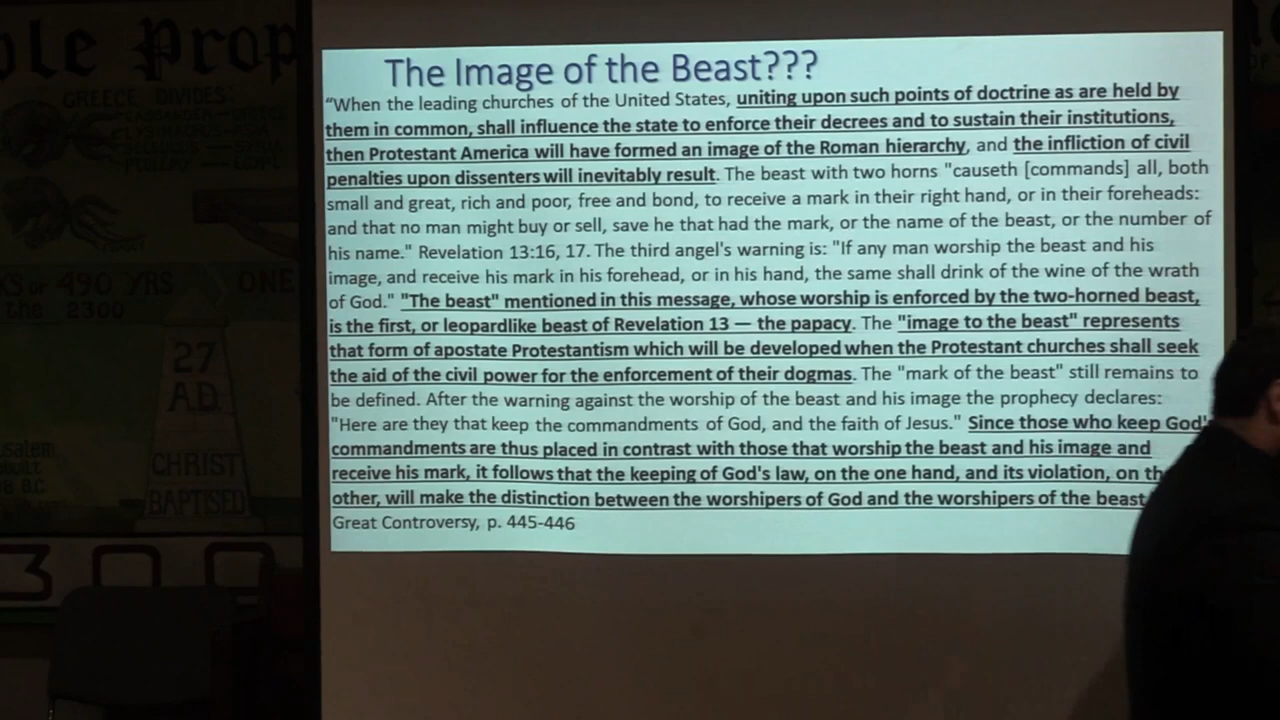 ple Prop
GREECE DIVIDES:
KS or 490 YRS ONE
the 2300
27
A.D.
CHRIST
BAPTISED
The Image of the Beast???
“When the leading churches of the United States, uniting upon such points of doctrine as are held by
them in common, shall influence the state to enforce their decrees and to sustain their institutions,
then Protestant America will have formed an image of the Roman hierarchy, and the infliction of civil
penalties upon dissenters will inevitably result. The beast with two horns "causeth [commands] all, both
small and great, rich and poor, free and bond, to receive a mark in their right hand, or in their foreheads:
and that no man might buy or sell, save he that had the mark, or the name of the beast, or the number of
his name." Revelation 13:16, 17. The third angel's warning is: "If any man worship the beast and his
image, and receive his mark in his forehead, or in his hand, the same shall drink of the wine of the wrath
of God." "The beast" mentioned in this message, whose worship is enforced by the two-horned beast,
is the first, or leopardlike beast of Revelation 13 — the papacy. The "image to the beast" represents
that form of apostate Protestantism which will be developed when the Protestant churches shall seek
the aid of the civil power for the enforcement of their dogmas. The "mark of the beast" still remains to
be defined. After the warning against the worship of the beast and his image the prophecy declares:
"Here are they that keep the commandments of God, and the faith of Jesus." Since those who keep God'
commandments are thus placed in contrast with those that worship the beast and his image and
receive his mark, it follows that the keeping of God's law, on the one hand, and its violation, on th
other, will make the distinction between the worshipers of God and the worshipers of the beast
Great Controversy, p. 445-446